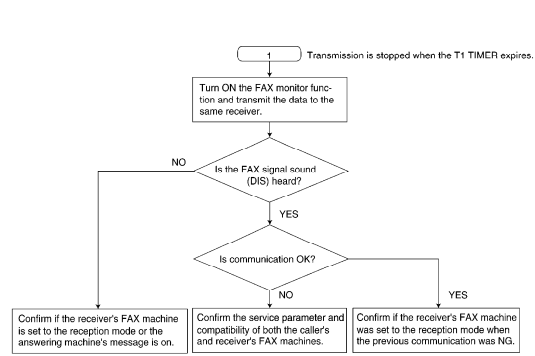 1 Transmission is stopped when the T1 TIMER expires.
Turn ON the FAX monitor func-
tion and transmit the data to the
same receiver.
NO
Is the FAX signal sound
(DIS) heard?
YES
Is communication OK?
NO
YES
Confirm if the receiver's FAX machine
is set to the reception mode or the
answering machine's message is on.
Confirm the service parameter and
compatibility of both the caller's
and receiver's FAX machines.
Confirm if the receiver's FAX machine
was set to the reception mode when
the previous communication was NG.